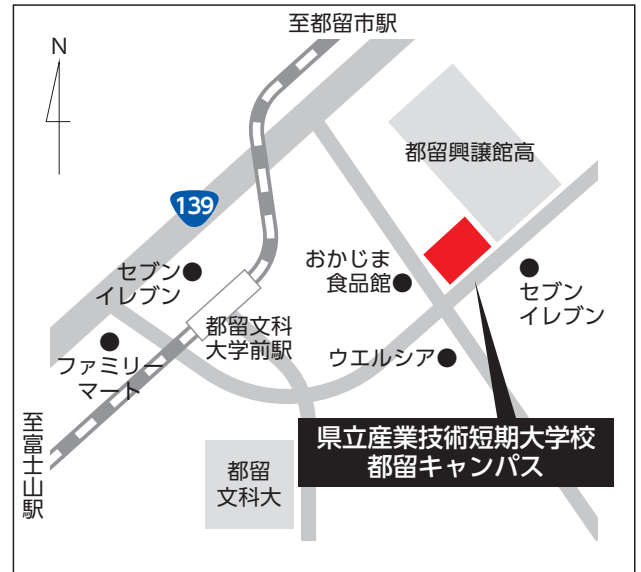 至都留市駅
N
都留興譲館高
139
セブン
イレブン
おかじま
食品館
セブン
イレブン
都留文科
大学前駅
ファミリー
マート
ウエルシア
至富士山駅
県立産業技術短期大学校
都留キャンパス
都留
文科大